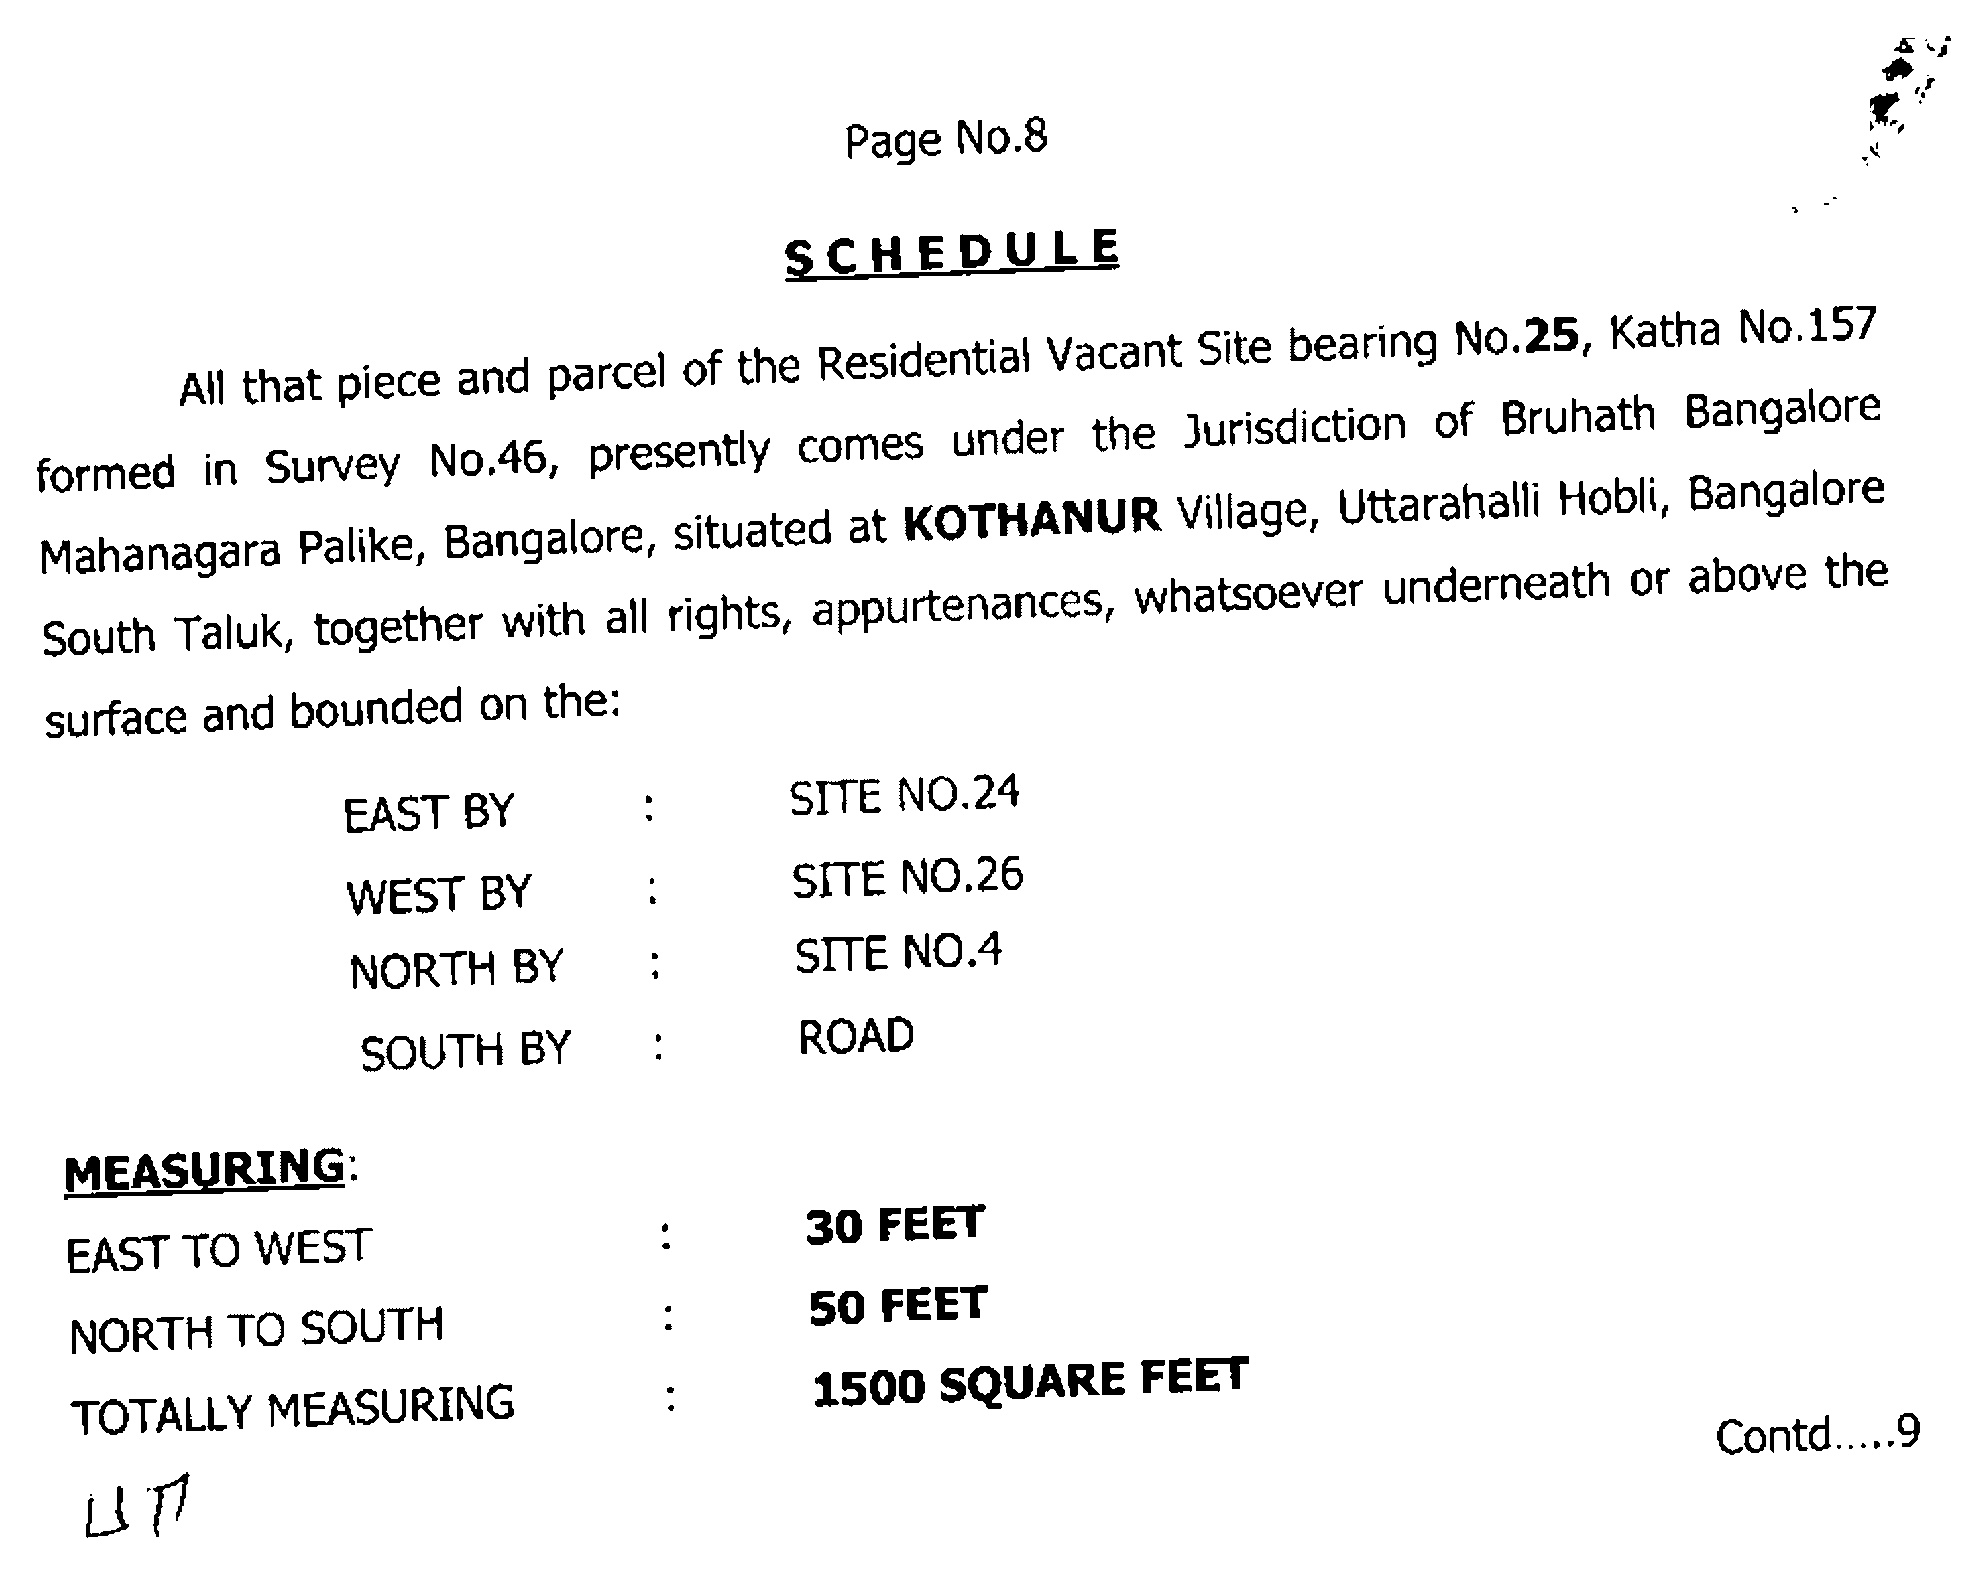 Page No.8
SCHEDULE
All that piece and parcel of the Residential Vacant Site bearing No.25, Katha No.157
formed in Survey No.46, presently comes under the Jurisdiction of Bruhath Bangalore
Mahanagara Palike, Bangalore, situated at KOTHANUR Village, Uttarahalli Hobli, Bangalore
South Taluk, together with all rights, appurtenances, whatsoever underneath or above the
surface and bounded on the:
EAST BY : SITE NO.24
WEST BY : SITE NO.26
NORTH BY : SITE NO.4
SOUTH BY : ROAD
MEASURING:
EAST TO WEST : 30 FEET
NORTH TO SOUTH : 50 FEET
TOTALLY MEASURING : 1500 SQUARE FEET
Contd.....9